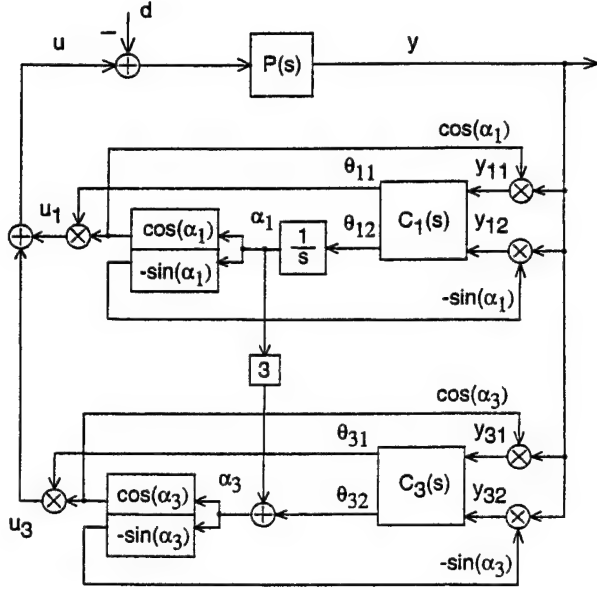 d
u
−
+
P(s)
y
cos(α₁)
θ₁₁
y₁₁
×
u₁
α₁
θ₁₂
C₁(s)
y₁₂
+
×
cos(α₁)
-sin(α₁)
1/s
×
-sin(α₁)
3
cos(α₃)
θ₃₁
y₃₁
×
α₃
θ₃₂
C₃(s)
y₃₂
×
cos(α₃)
-sin(α₃)
+
×
u₃
-sin(α₃)